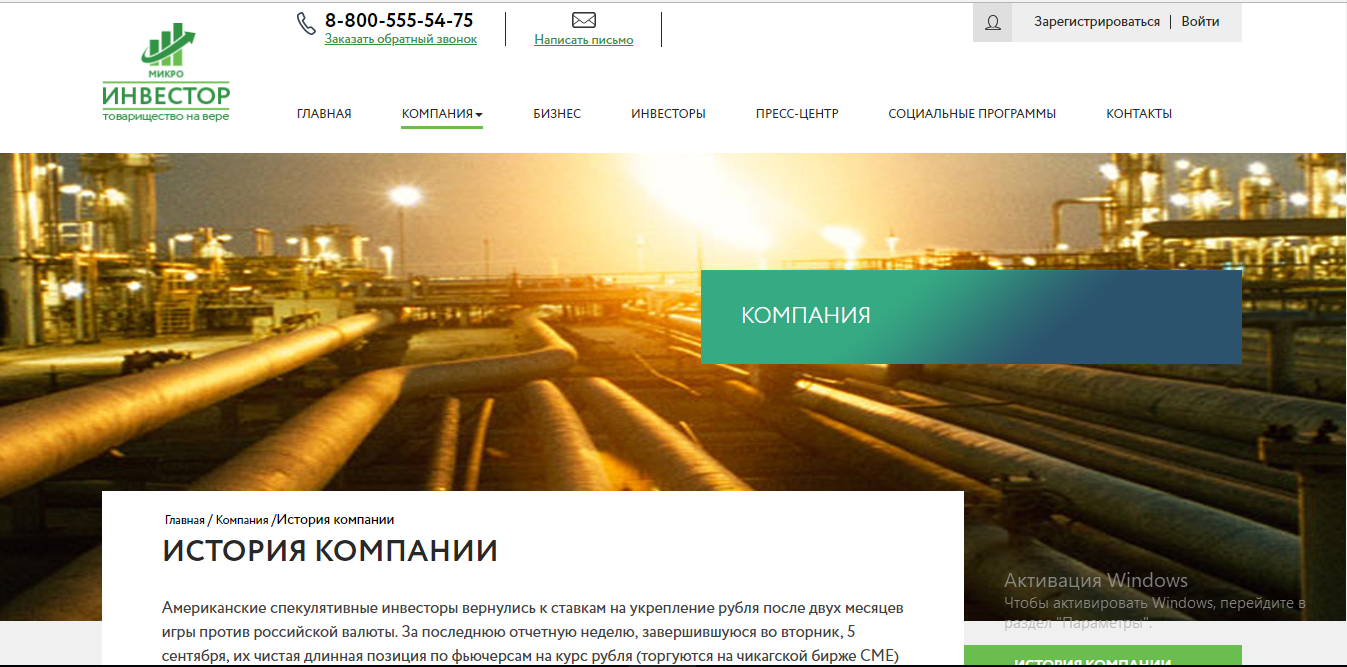 8-800-555-54-75
Заказать обратный звонок
Написать письмо
Зарегистрироваться | Войти
МИКРО
ИНВЕСТОР
товарищество на вере
ГЛАВНАЯ
КОМПАНИЯ
БИЗНЕС
ИНВЕСТОРЫ
ПРЕСС-ЦЕНТР
СОЦИАЛЬНЫЕ ПРОГРАММЫ
КОНТАКТЫ
КОМПАНИЯ
Главная / Компания /История компании
ИСТОРИЯ КОМПАНИИ
Американские спекулятивные инвесторы вернулись к ставкам на укрепление рубля после двух месяцев
игры против российской валюты. За последнюю отчетную неделю, завершившуюся во вторник, 5
сентября, их чистая длинная позиция по фьючерсам на курс рубля (торгуются на чикагской бирже CME)
Активация Windows
Чтобы активировать Windows, перейдите в
раздел "Параметры".
ИСТОРИЯ КОМПАНИИ